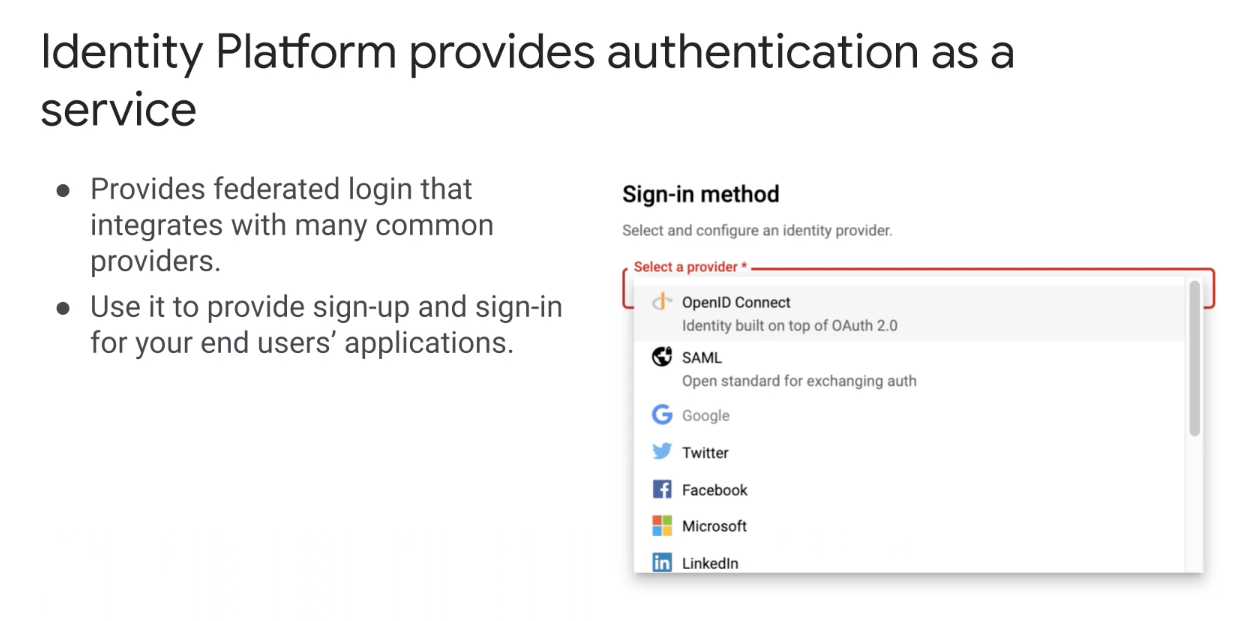 Identity Platform provides authentication as a
service
● Provides federated login that
integrates with many common
providers.
● Use it to provide sign-up and sign-in
for your end users’ applications.
Sign-in method
Select and configure an identity provider.
Select a provider *
OpenID Connect
Identity built on top of OAuth 2.0
SAML
Open standard for exchanging auth
Google
Twitter
Facebook
Microsoft
LinkedIn